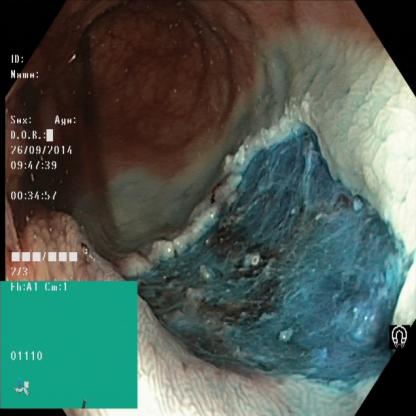 ID:
Name:
Sex: Age:
D.O.B.:
26/09/2014
09:47:39
00:34:57
■■■/■■■
2/3
Eh:A1 Cm:1
01110